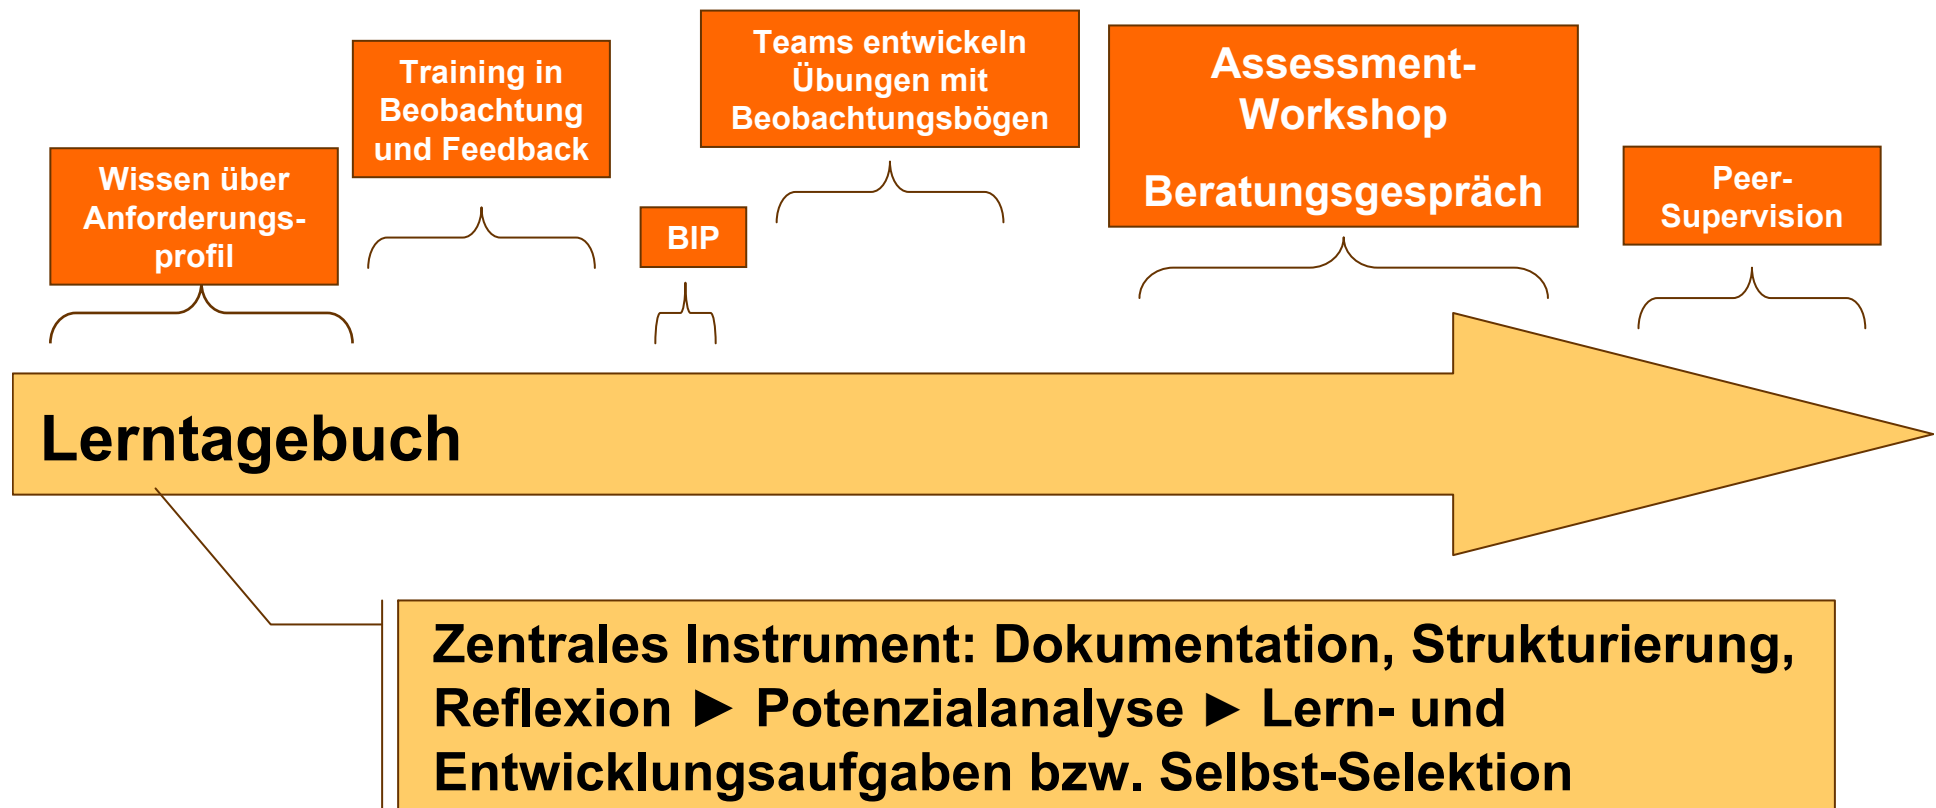 Wissen über
Anforderungs-
profil
Training in
Beobachtung
und Feedback
BIP
Teams entwickeln
Übungen mit
Beobachtungsbögen
Assessment-
Workshop
Beratungsgespräch
Peer-
Supervision
Lerntagebuch
Zentrales Instrument: Dokumentation, Strukturierung,
Reflexion ► Potenzialanalyse ► Lern- und
Entwicklungsaufgaben bzw. Selbst-Selektion